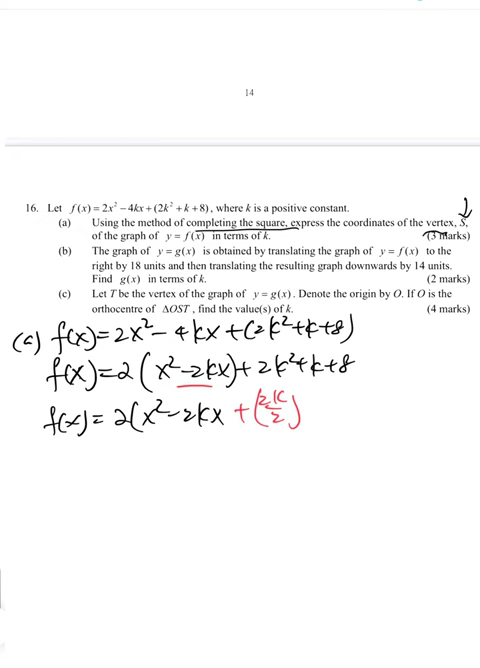 14
16. Let f(x) = 2x² − 4kx + (2k² + k + 8), where k is a positive constant.
(a) Using the method of completing the square, express the coordinates of the vertex, S,
of the graph of y = f(x) in terms of k. (3 marks)
(b) The graph of y = g(x) is obtained by translating the graph of y = f(x) to the
right by 18 units and then translating the resulting graph downwards by 14 units.
Find g(x) in terms of k. (2 marks)
(c) Let T be the vertex of the graph of y = g(x). Denote the origin by O. If O is the
orthocentre of ΔOST, find the value(s) of k. (4 marks)
(a) f(x) = 2x² − 4kx + (2k² + k + 8)
f(x) = 2(x² − 2kx) + 2k² + k + 8
f(x) = 2(x² − 2kx + (2k/2)